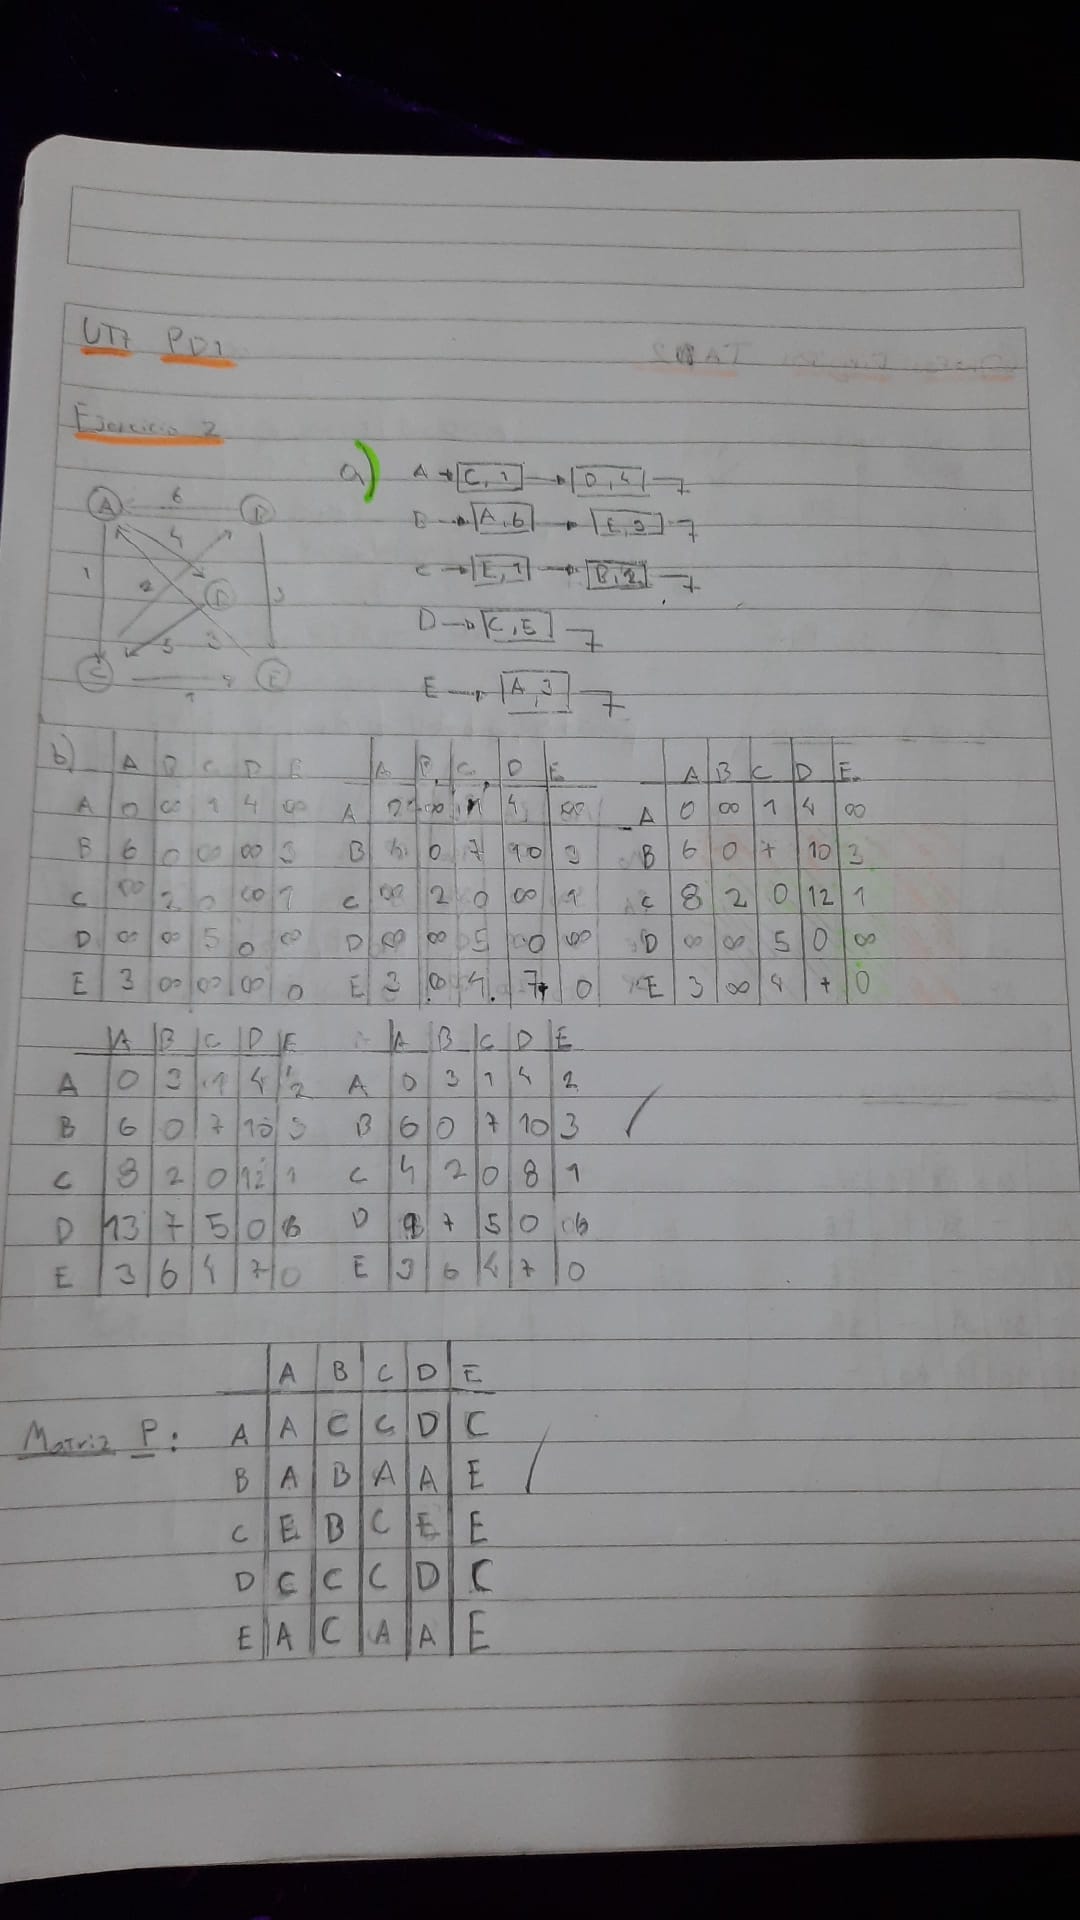 UT7 PD1
Ejercicio 2
a) A → C,1 → D,4
B → A,6 → E,3
C → E,1 → B,2
D → C,5
E → A,3
A 6 B
4
1 2 D 3
5 3
C 1 E
b) A B C D E
A 0 ∞ 1 4 ∞
B 6 0 ∞ ∞ 3
C ∞ 2 0 ∞ 1
D ∞ ∞ 5 0 ∞
E 3 ∞ ∞ ∞ 0
A B C D E
A 0 ∞ 1 4 ∞
B 6 0 7 10 3
C ∞ 2 0 ∞ 1
D ∞ ∞ 5 0 ∞
E 3 ∞ 4 7 0
A B C D E
A 0 ∞ 1 4 ∞
B 6 0 7 10 3
C 8 2 0 12 1
D ∞ ∞ 5 0 ∞
E 3 ∞ 4 7 0
A B C D E
A 0 3 1 4 2
B 6 0 7 10 3
C 8 2 0 12 1
D 13 7 5 0 6
E 3 6 4 7 0
A B C D E
A 0 3 1 4 2
B 6 0 7 10 3
C 4 2 0 8 1
D 7 5 0 6
E 3 6 4 7 0
A B C D E
Matriz P: A A C C D C
B A B A A E
C E B C E E
D C C C D C
E A C A A E